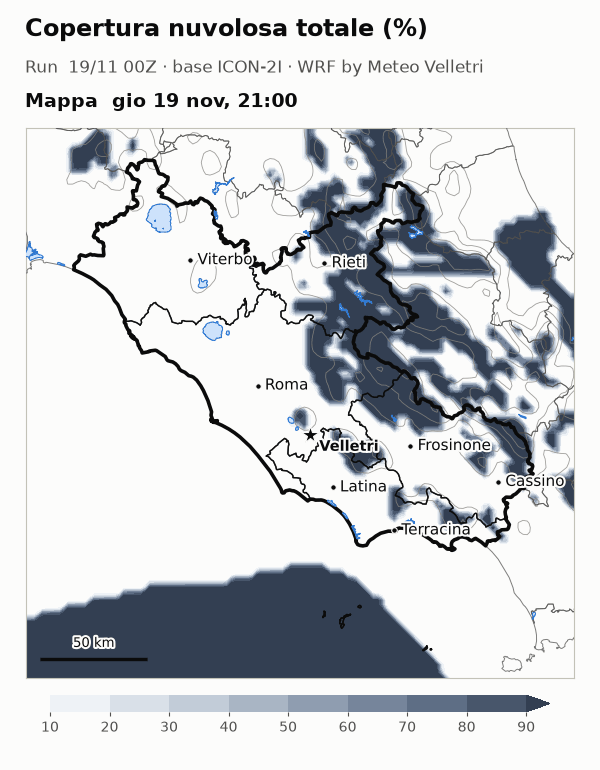 Copertura nuvolosa totale (%)
Run  19/11 00Z · base ICON-2I · WRF by Meteo Velletri
Mappa  gio 19 nov, 21:00
Viterbo
Rieti
Roma
Velletri
Frosinone
Latina
Cassino
Terracina
50 km
10 20 30 40 50 60 70 80 90